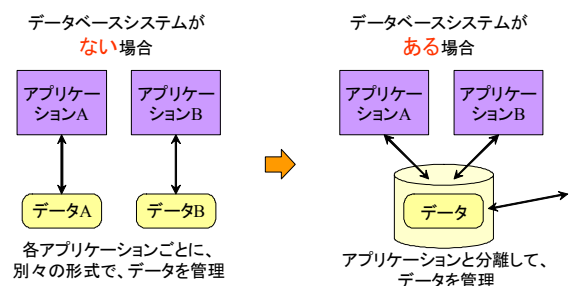 データベースシステムが
ない場合
アプリケー
ションA
アプリケー
ションB
データA
データB
各アプリケーションごとに、
別々の形式で、データを管理
データベースシステムが
ある場合
アプリケー
ションA
アプリケー
ションB
データ
アプリケーションと分離して、
データを管理